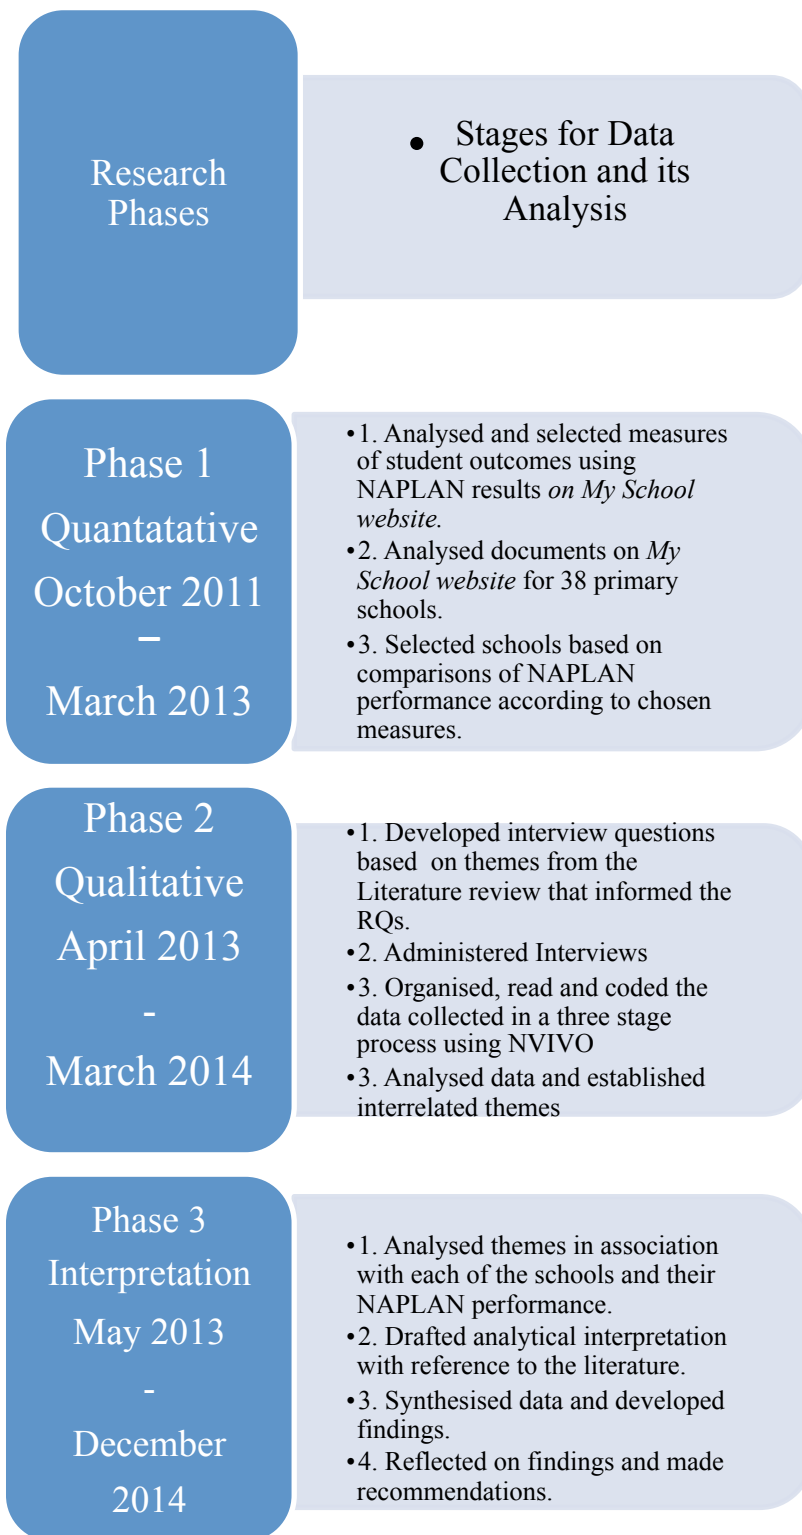 Research
Phases
• Stages for Data
Collection and its
Analysis
Phase 1
Quantatative
October 2011
–
March 2013
•1. Analysed and selected measures
of student outcomes using
NAPLAN results on My School
website.
•2. Analysed documents on My
School website for 38 primary
schools.
•3. Selected schools based on
comparisons of NAPLAN
performance according to chosen
measures.
Phase 2
Qualitative
April 2013
-
March 2014
•1. Developed interview questions
based on themes from the
Literature review that informed the
RQs.
•2. Administered Interviews
•3. Organised, read and coded the
data collected in a three stage
process using NVIVO
•3. Analysed data and established
interrelated themes
Phase 3
Interpretation
May 2013
-
December
2014
•1. Analysed themes in association
with each of the schools and their
NAPLAN performance.
•2. Drafted analytical interpretation
with reference to the literature.
•3. Synthesised data and developed
findings.
•4. Reflected on findings and made
recommendations.